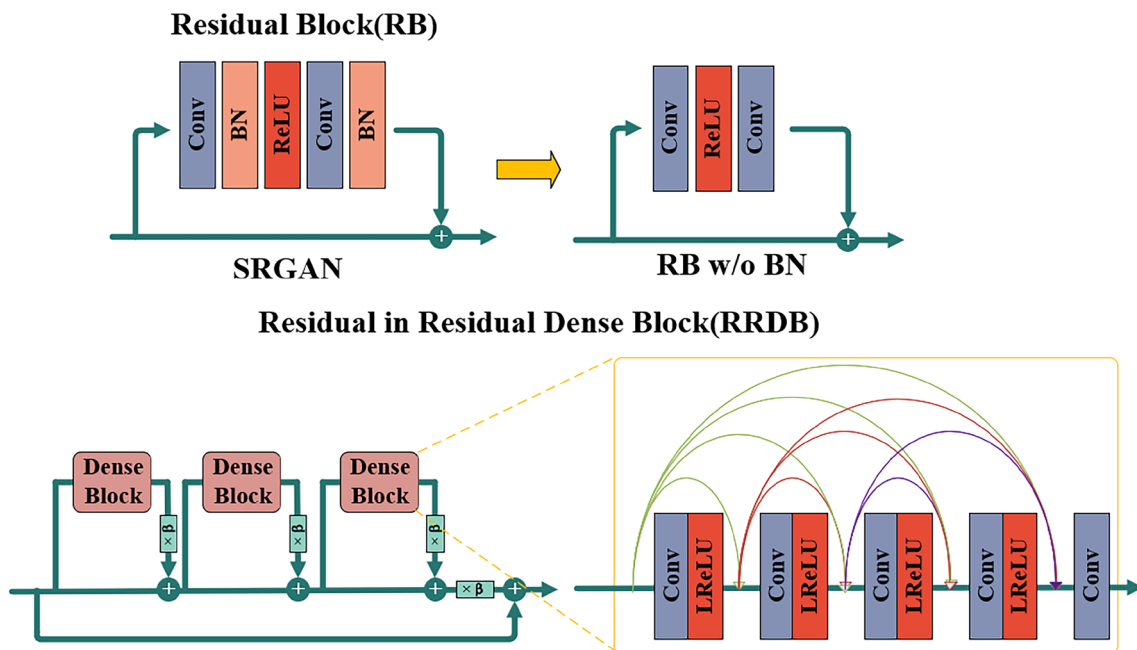 Residual Block(RB)
Conv
BN
ReLU
Conv
BN
SRGAN
Conv
ReLU
Conv
RB w/o BN
Residual in Residual Dense Block(RRDB)
Dense
Block
× β
Dense
Block
× β
Dense
Block
× β
× β
Conv
LReLU
Conv
LReLU
Conv
LReLU
Conv
LReLU
Conv